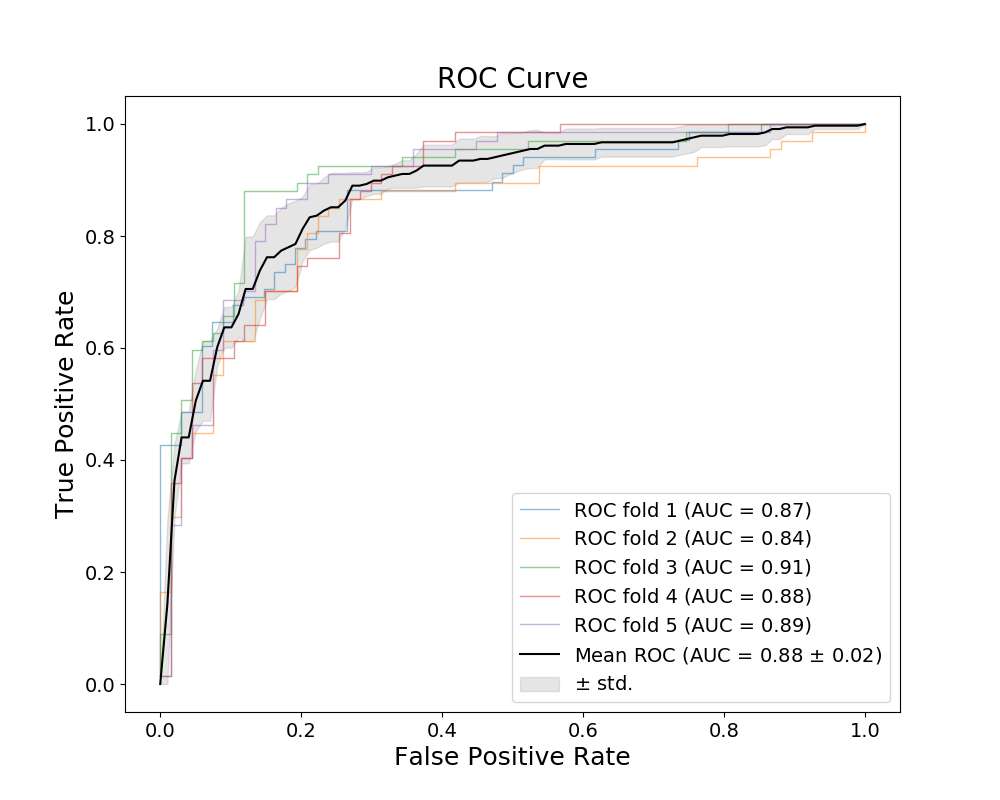 ROC Curve
1.0
0.8
0.6
0.4
0.2
0.0
True Positive Rate
ROC fold 1 (AUC = 0.87)
ROC fold 2 (AUC = 0.84)
ROC fold 3 (AUC = 0.91)
ROC fold 4 (AUC = 0.88)
ROC fold 5 (AUC = 0.89)
Mean ROC (AUC = 0.88 ± 0.02)
± std.
0.0 0.2 0.4 0.6 0.8 1.0
False Positive Rate